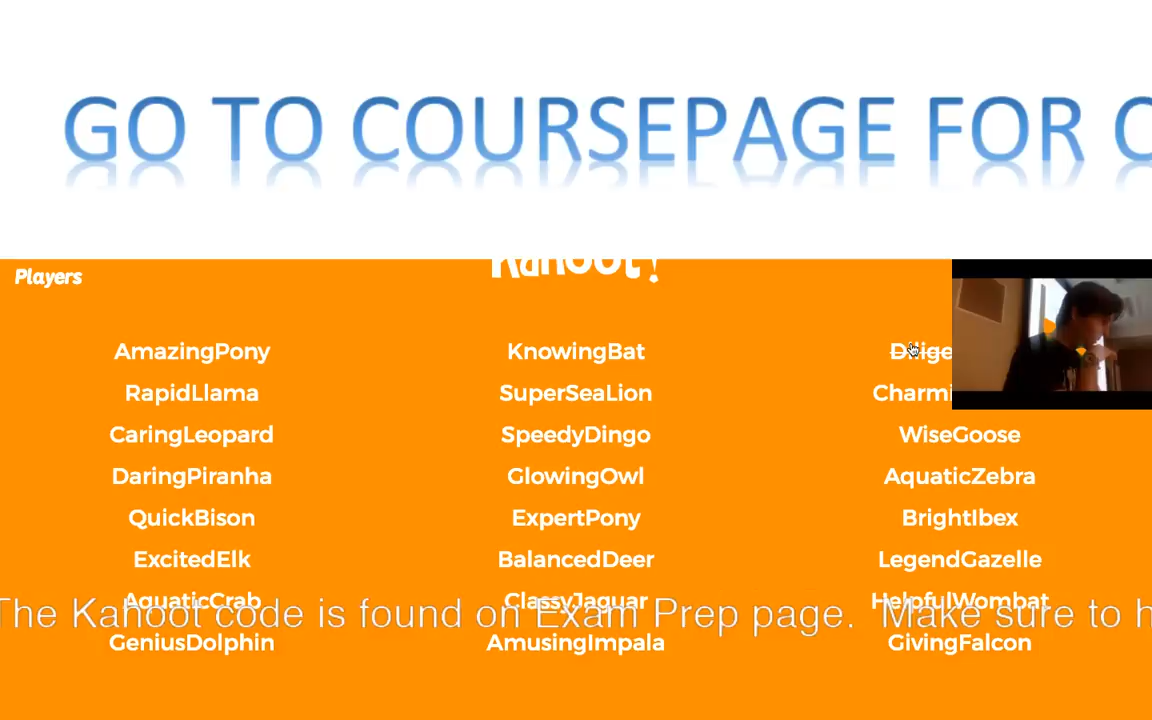 GO TO COURSEPAGE FOR C
Players
Kahoot!
AmazingPony KnowingBat
RapidLlama SuperSeaLion
CaringLeopard SpeedyDingo WiseGoose
DaringPiranha GlowingOwl AquaticZebra
QuickBison ExpertPony BrightIbex
ExcitedElk BalancedDeer LegendGazelle
AquaticCrab ClassyJaguar HelpfulWombat
The Kahoot code is found on Exam Prep page. Make sure to h
GeniusDolphin AmusingImpala GivingFalcon